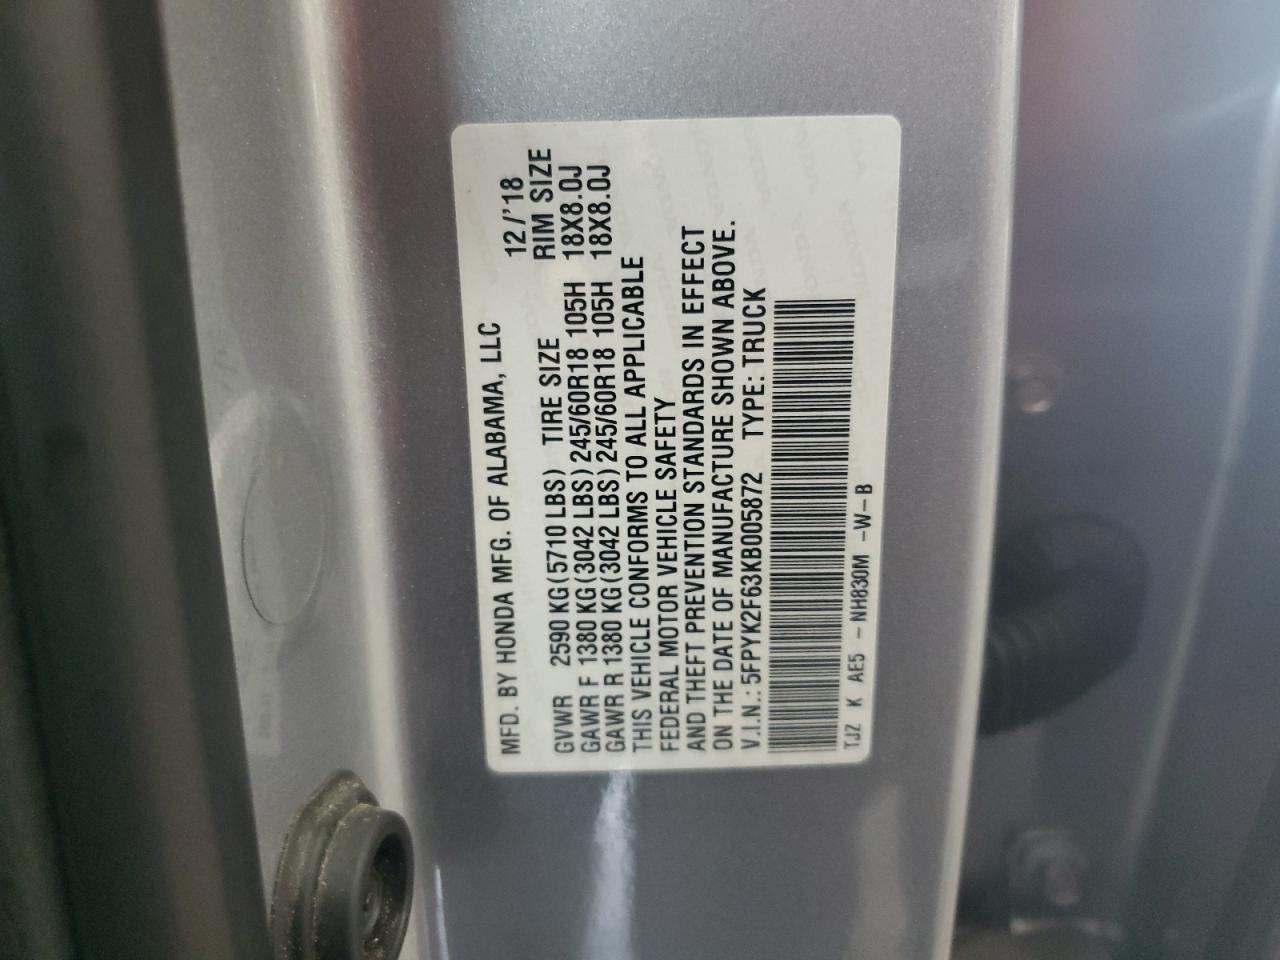 MFD. BY HONDA MFG. OF ALABAMA, LLC 12/'18
GVWR 2590 KG(5710 LBS) TIRE SIZE RIM SIZE
GAWR F 1380 KG(3042 LBS)245/60R18 105H 18X8.0J
GAWR R 1380 KG(3042 LBS)245/60R18 105H 18X8.0J
THIS VEHICLE CONFORMS TO ALL APPLICABLE
FEDERAL MOTOR VEHICLE SAFETY
AND THEFT PREVENTION STANDARDS IN EFFECT
ON THE DATE OF MANUFACTURE SHOWN ABOVE.
V.I.N.: 5FPYK2F63KB005872 TYPE: TRUCK
TJZ K AE5 - NH830M -W-B